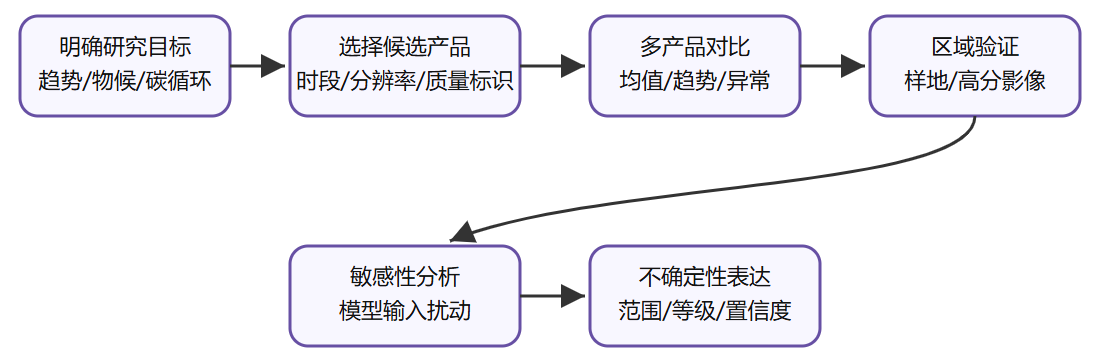 明确研究目标
趋势/物候/碳循环
选择候选产品
时段/分辨率/质量标识
多产品对比
均值/趋势/异常
区域验证
样地/高分影像
敏感性分析
模型输入扰动
不确定性表达
范围/等级/置信度